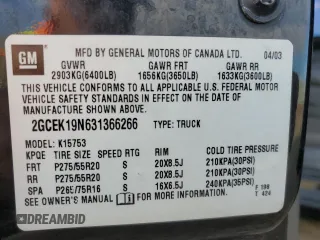 GM
MFD BY GENERAL MOTORS OF CANADA LTD. 04/03
GVWR GAWR FRT GAWR RR
2903KG(6400LB) 1656KG(3650LB) 1633KG(3600LB)
THIS VEHICLE CONFORMS TO ALL APPLICABLE U.S. FEDERAL
VEHICLE SAFETY STANDARDS IN EFFECT ON THE DATE OF
MANUFACTURE SHOWN ABOVE.
2GCEK19N631366266 TYPE: TRUCK
MODEL: K15753
KPQE TIRE SIZE SPEED RTG RIM COLD TIRE PRESSURE
FRT P275/55R20 S 20X8.5J 210KPA(30PSI)
RR P275/55R20 S 20X8.5J 210KPA(30PSI)
SPA P265/75R16 S 16X6.5J 240KPA(35PSI)
SEE OWNER'S MANUAL FOR MORE INFORMATION.
T 424
DREAMBID